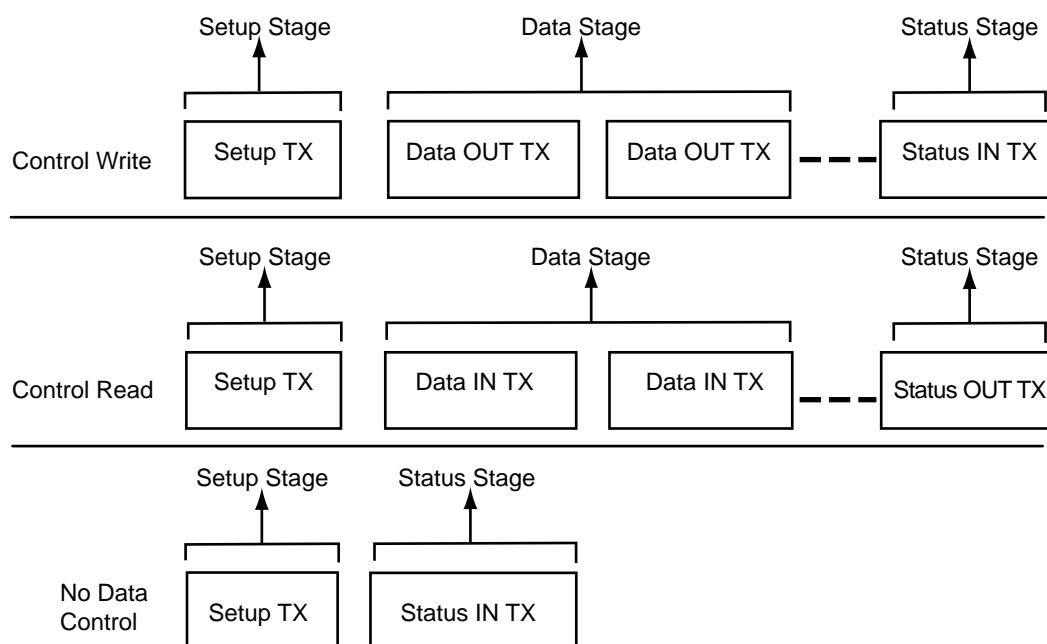 Setup Stage
Data Stage
Status Stage
Control Write
Setup TX
Data OUT TX
Data OUT TX
Status IN TX
Setup Stage
Data Stage
Status Stage
Control Read
Setup TX
Data IN TX
Data IN TX
Status OUT TX
Setup Stage
Status Stage
No Data
Control
Setup TX
Status IN TX